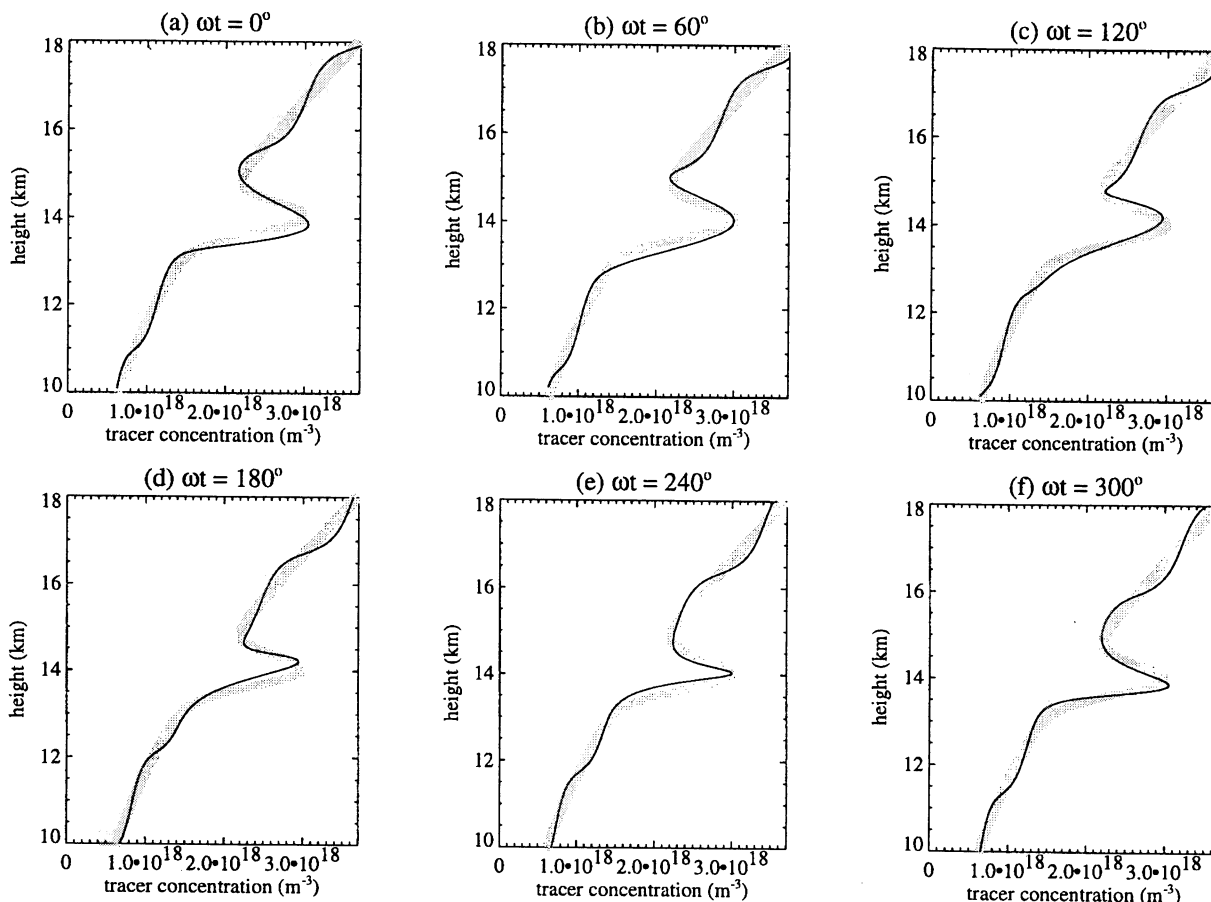 (a) ωt = 0°
18
16
14
12
10
height (km)
0 1.0•10^18 2.0•10^18 3.0•10^18
tracer concentration (m^-3)
(b) ωt = 60°
18
16
14
12
10
height (km)
0 1.0•10^18 2.0•10^18 3.0•10^18
tracer concentration (m^-3)
(c) ωt = 120°
18
16
14
12
10
height (km)
0 1.0•10^18 2.0•10^18 3.0•10^18
tracer concentration (m^-3)
(d) ωt = 180°
18
16
14
12
10
height (km)
0 1.0•10^18 2.0•10^18 3.0•10^18
tracer concentration (m^-3)
(e) ωt = 240°
18
16
14
12
10
height (km)
0 1.0•10^18 2.0•10^18 3.0•10^18
tracer concentration (m^-3)
(f) ωt = 300°
18
16
14
12
10
height (km)
0 1.0•10^18 2.0•10^18 3.0•10^18
tracer concentration (m^-3)